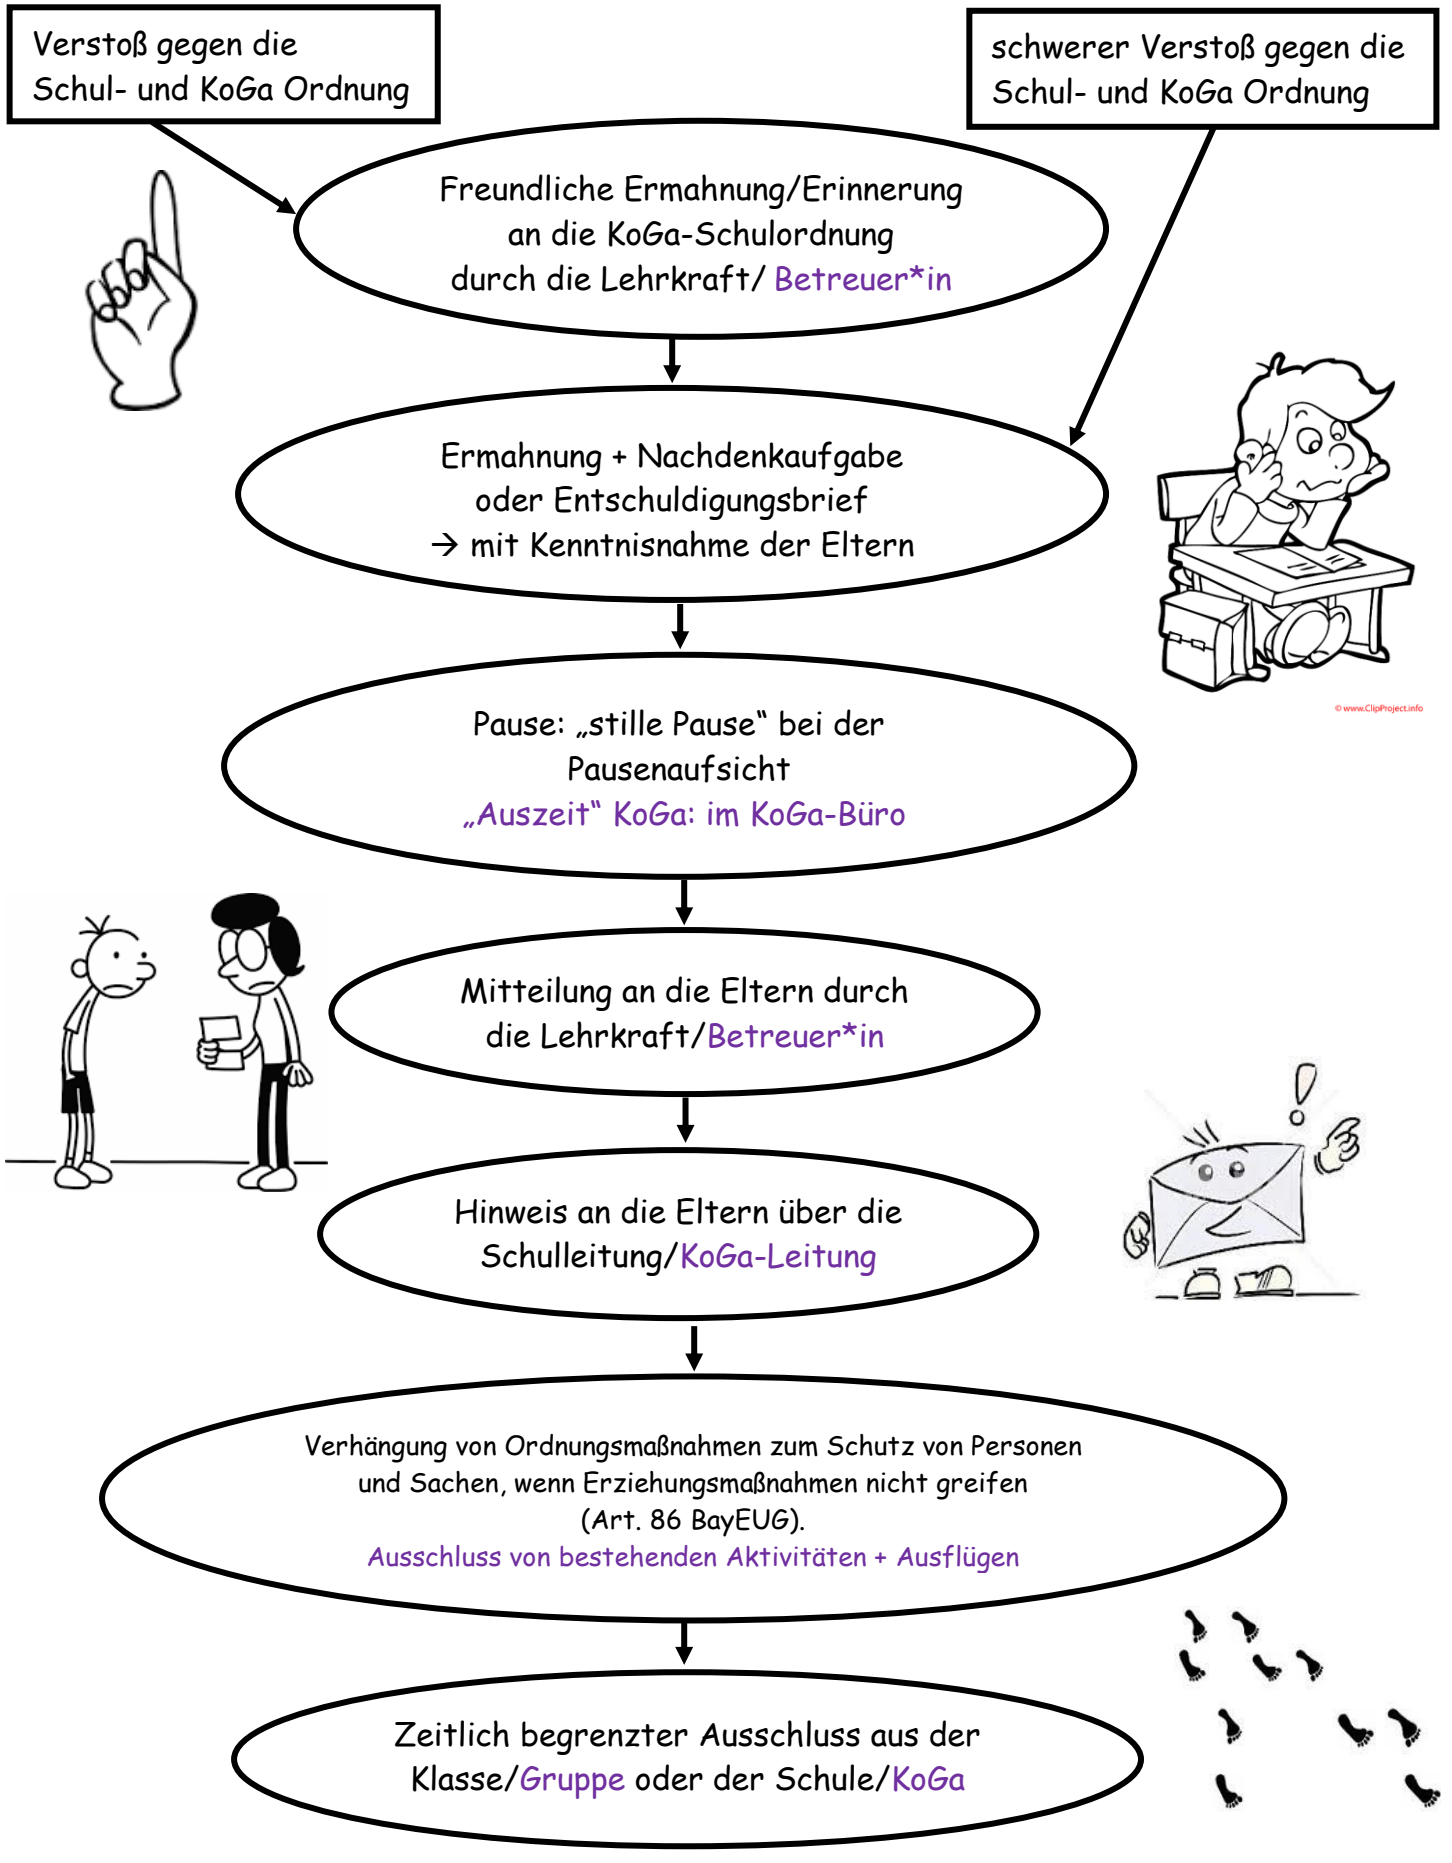 Verstoß gegen die
Schul- und KoGa Ordnung
schwerer Verstoß gegen die
Schul- und KoGa Ordnung
Freundliche Ermahnung/Erinnerung
an die KoGa-Schulordnung
durch die Lehrkraft/ Betreuer*in
Ermahnung + Nachdenkaufgabe
oder Entschuldigungsbrief
→ mit Kenntnisnahme der Eltern
© www.ClipProject.info
Pause: „stille Pause“ bei der
Pausenaufsicht
„Auszeit“ KoGa: im KoGa-Büro
Mitteilung an die Eltern durch
die Lehrkraft/Betreuer*in
Hinweis an die Eltern über die
Schulleitung/KoGa-Leitung
Verhängung von Ordnungsmaßnahmen zum Schutz von Personen
und Sachen, wenn Erziehungsmaßnahmen nicht greifen
(Art. 86 BayEUG).
Ausschluss von bestehenden Aktivitäten + Ausflügen
Zeitlich begrenzter Ausschluss aus der
Klasse/Gruppe oder der Schule/KoGa